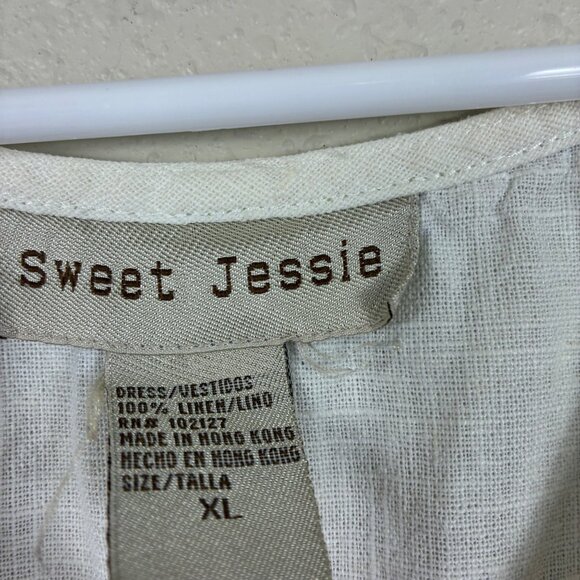 Sweet Jessie
DRESS/VESTIDOS
100% LINEN/LINO
RN# 102127
MADE IN HONG KONG
HECHO EN HONG KONG
SIZE/TALLA
XL